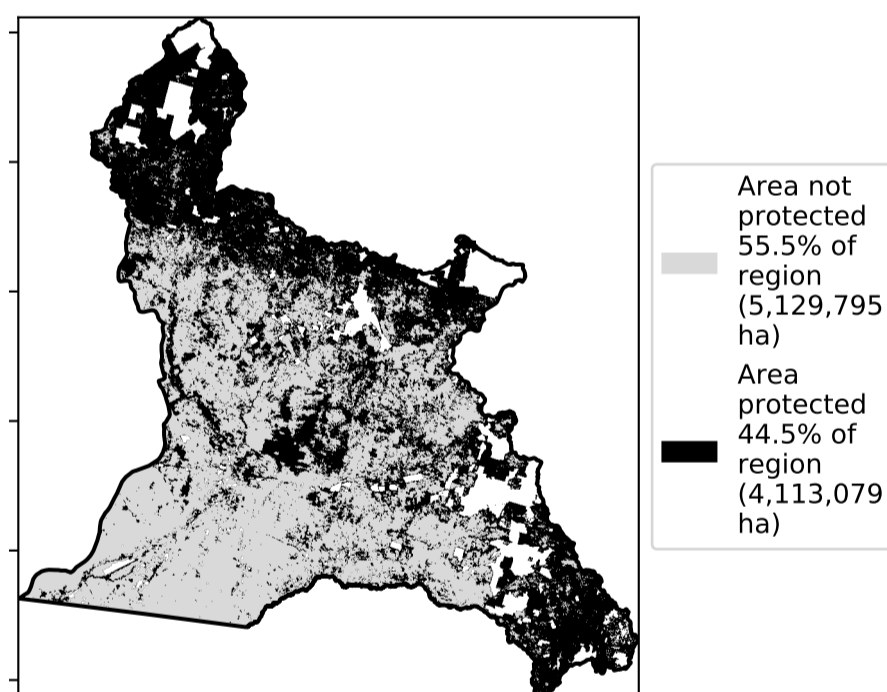 Area not
protected
55.5% of
region
(5,129,795
ha)
Area
protected
44.5% of
region
(4,113,079
ha)